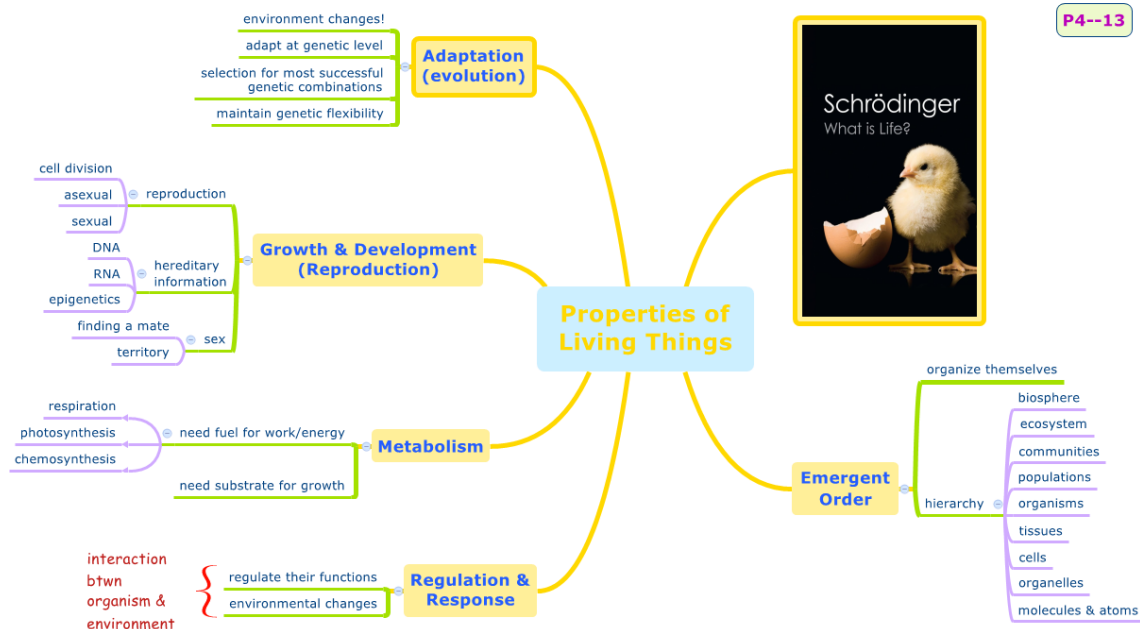 P4--13
environment changes!
adapt at genetic level
selection for most successful
genetic combinations
maintain genetic flexibility
Adaptation
(evolution)
Schrödinger
What is Life?
cell division
asexual
sexual
reproduction
DNA
RNA
epigenetics
hereditary
information
finding a mate
territory
sex
Growth & Development
(Reproduction)
Properties of
Living Things
respiration
photosynthesis
chemosynthesis
need fuel for work/energy
need substrate for growth
Metabolism
organize themselves
biosphere
ecosystem
communities
populations
organisms
tissues
cells
organelles
molecules & atoms
hierarchy
Emergent
Order
interaction
btwn
organism &
environment
regulate their functions
environmental changes
Regulation &
Response